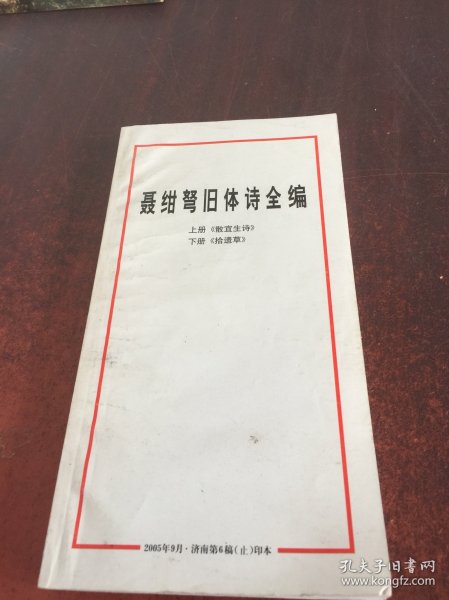 聂绀弩旧体诗全编
上册《散宜生诗》
下册《拾遗草》
2005年9月·济南第6稿(止)印本
孔夫子旧书网
www.kongfz.com